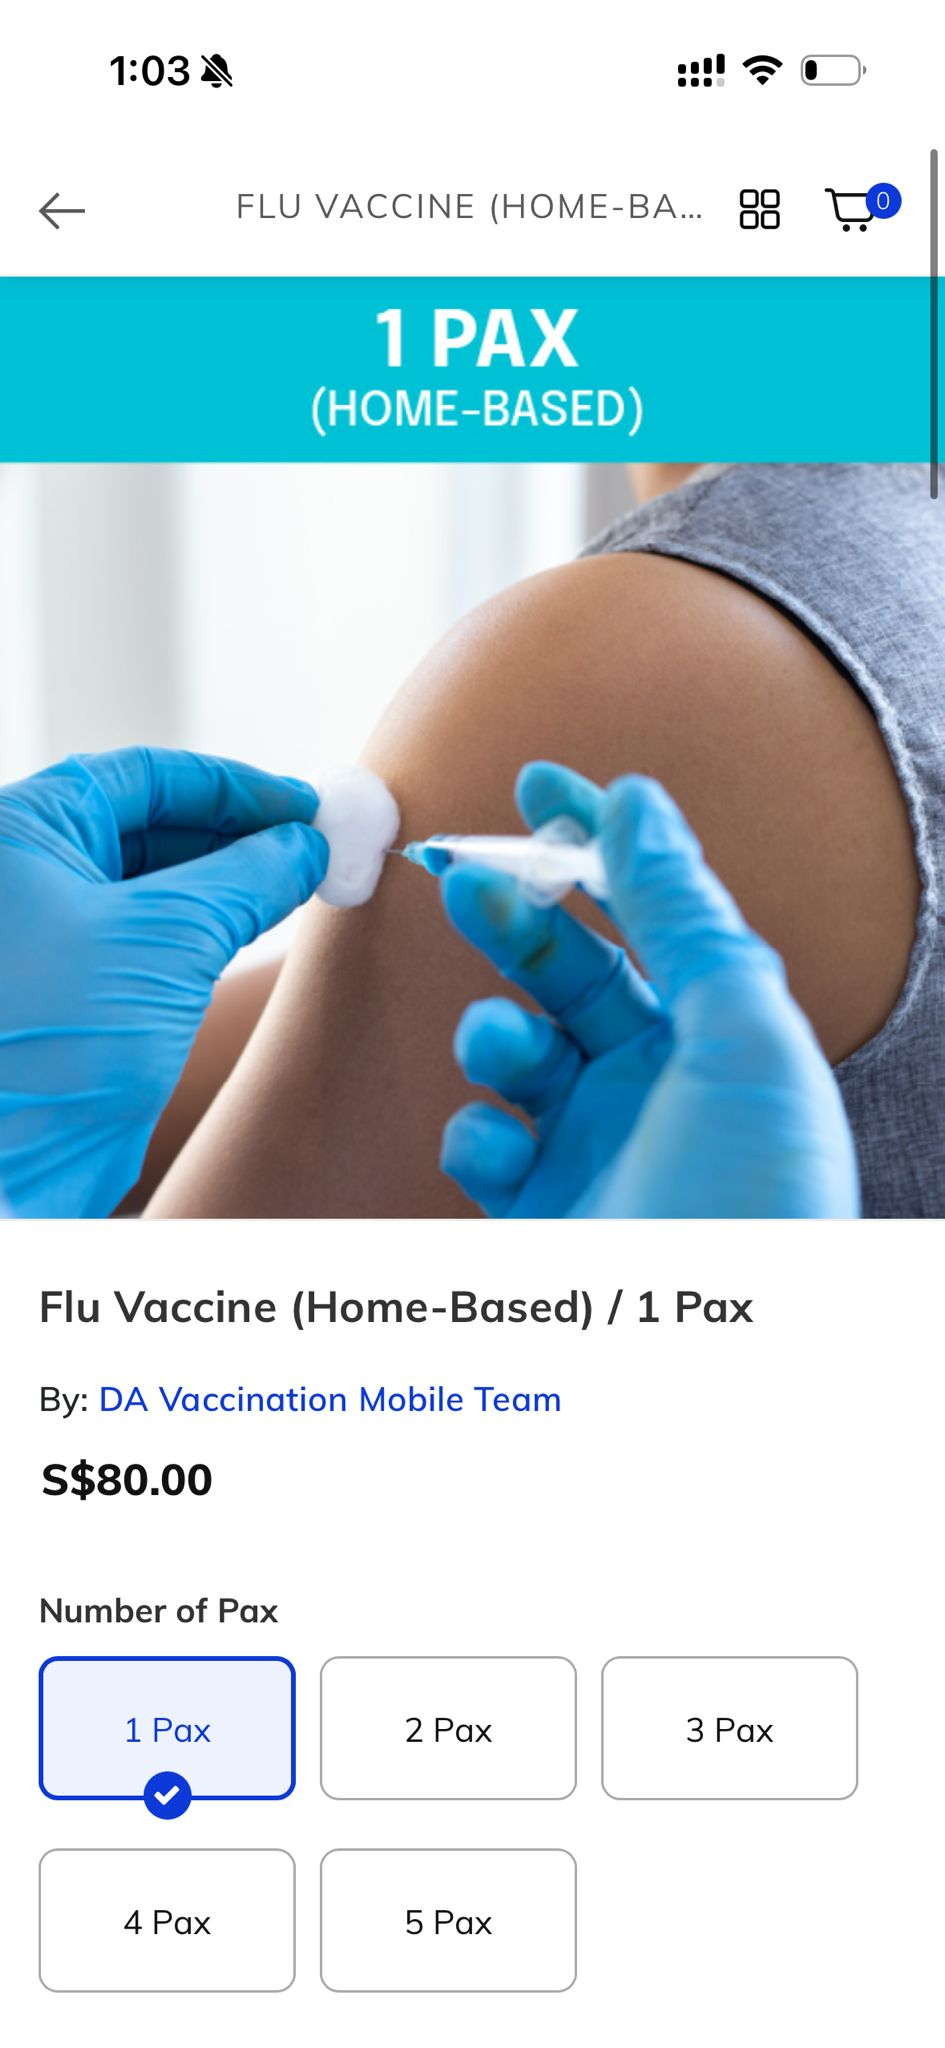 1:03
FLU VACCINE (HOME-BA...
0
1 PAX
(HOME-BASED)
Flu Vaccine (Home-Based) / 1 Pax
By: DA Vaccination Mobile Team
S$80.00
Number of Pax
1 Pax
2 Pax
3 Pax
4 Pax
5 Pax